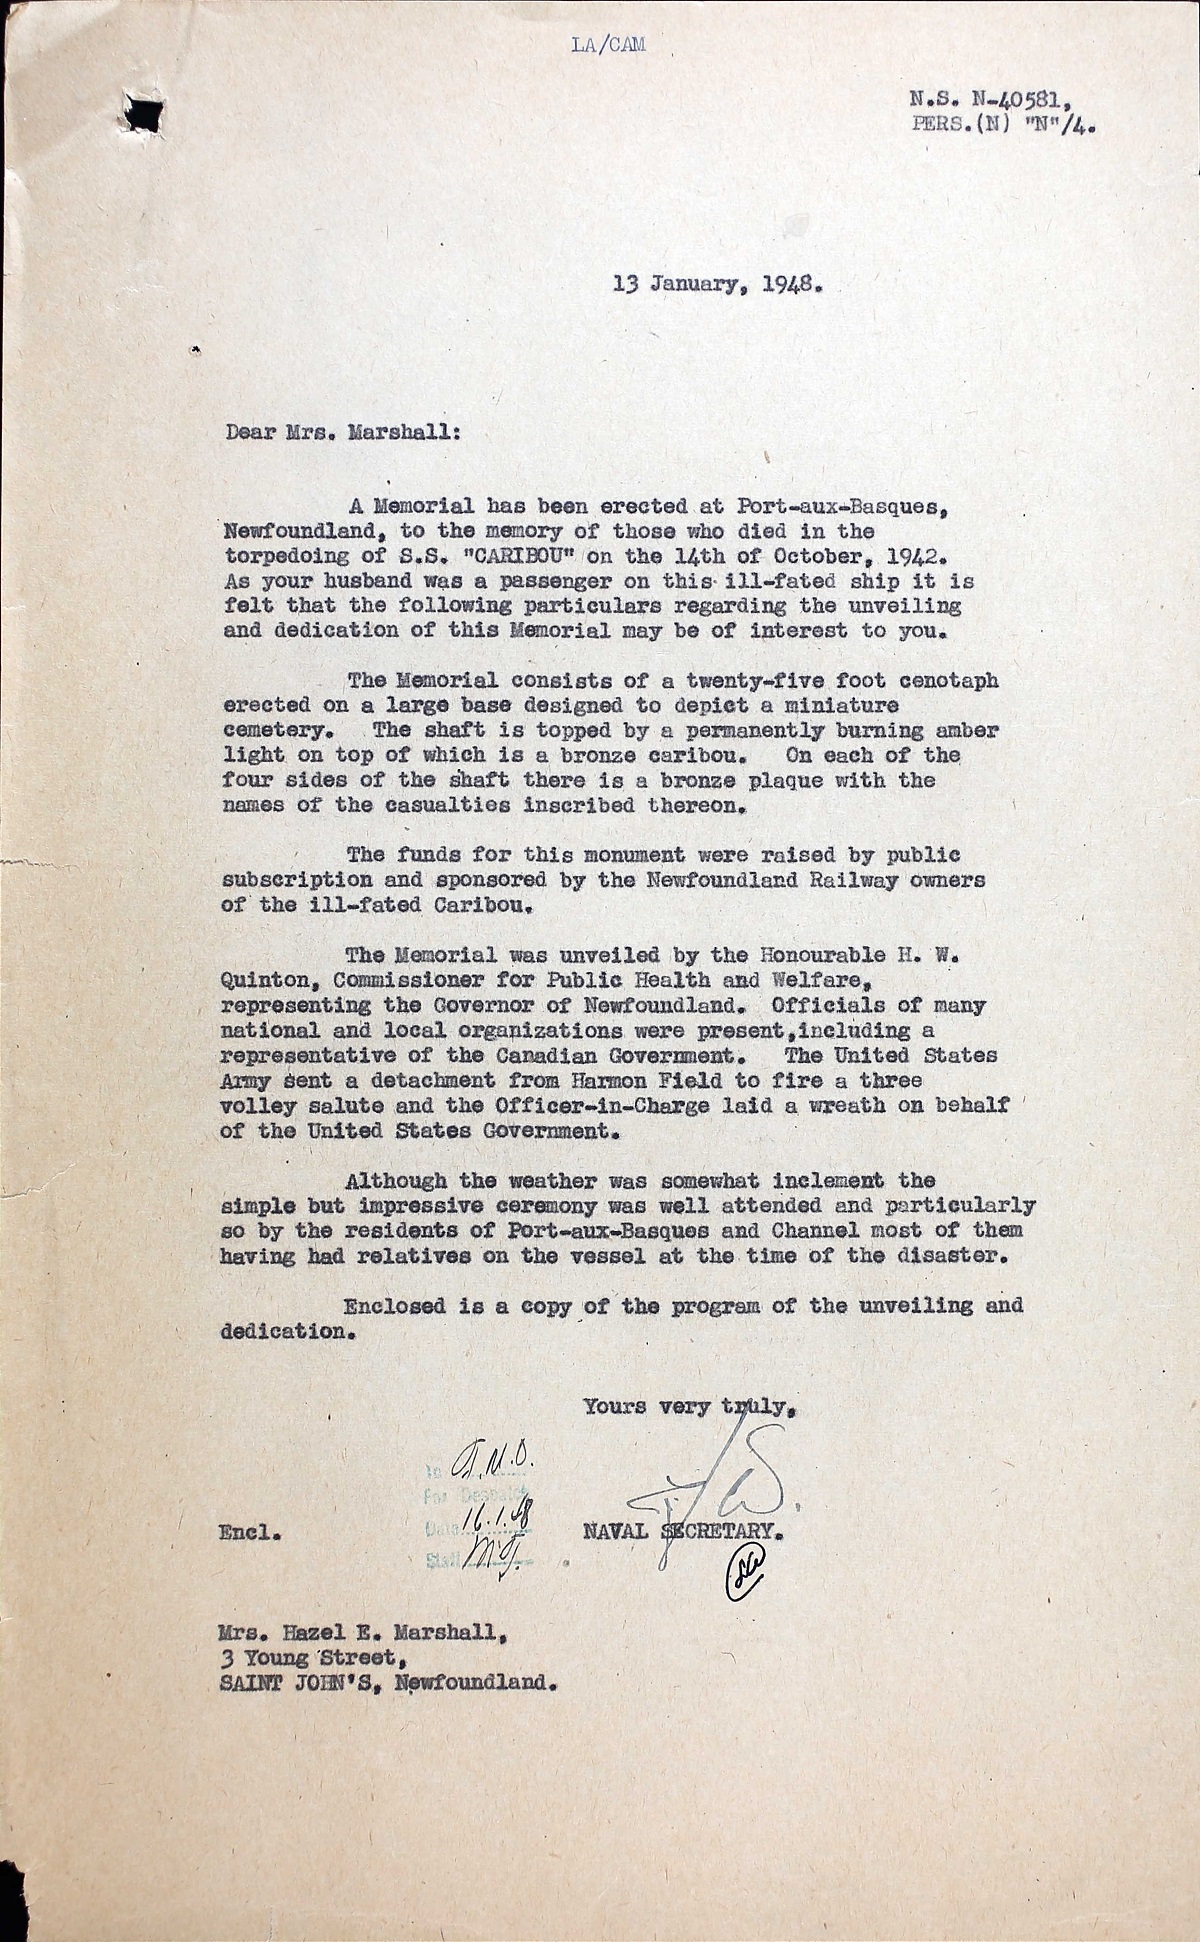 LA/CAM
N.S. N-40581,
PERS.(N) "N"/4.
13 January, 1948.
Dear Mrs. Marshall:
A Memorial has been erected at Port-aux-Basques,
Newfoundland, to the memory of those who died in the
torpedoing of S.S. "CARIBOU" on the 14th of October, 1942.
As your husband was a passenger on this ill-fated ship it is
felt that the following particulars regarding the unveiling
and dedication of this Memorial may be of interest to you.
The Memorial consists of a twenty-five foot cenotaph
erected on a large base designed to depict a miniature
cemetery. The shaft is topped by a permanently burning amber
light on top of which is a bronze caribou. On each of the
four sides of the shaft there is a bronze plaque with the
names of the casualties inscribed thereon.
The funds for this monument were raised by public
subscription and sponsored by the Newfoundland Railway owners
of the ill-fated Caribou.
The Memorial was unveiled by the Honourable H. W.
Quinton, Commissioner for Public Health and Welfare,
representing the Governor of Newfoundland. Officials of many
national and local organizations were present,including a
representative of the Canadian Government. The United States
Army sent a detachment from Harmon Field to fire a three
volley salute and the Officer-in-Charge laid a wreath on behalf
of the United States Government.
Although the weather was somewhat inclement the
simple but impressive ceremony was well attended and particularly
so by the residents of Port-aux-Basques and Channel most of them
having had relatives on the vessel at the time of the disaster.
Enclosed is a copy of the program of the unveiling and
dedication.
Yours very truly,
In
For Despatch
Date 16.1.48
Encl.
NAVAL SECRETARY.
Mrs. Hazel E. Marshall,
3 Young Street,
SAINT JOHN'S, Newfoundland.